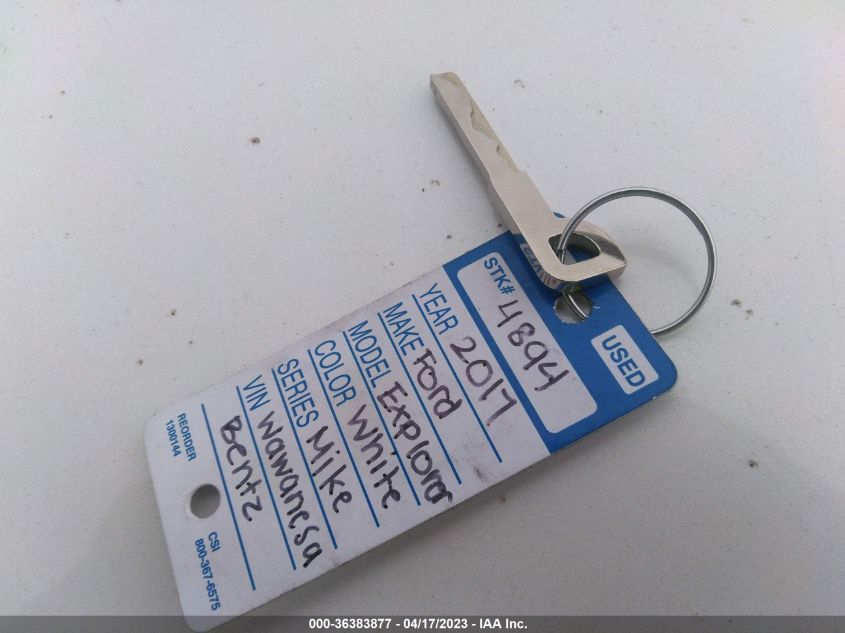 USED
STK# 4894
YEAR 2017
MAKE Ford
MODEL Explorer
COLOR White
SERIES Mike
VIN Wawanesa
Bentz
REORDER
1300144
CSI
800-367-6575
000-36383877 - 04/17/2023 - IAA Inc.